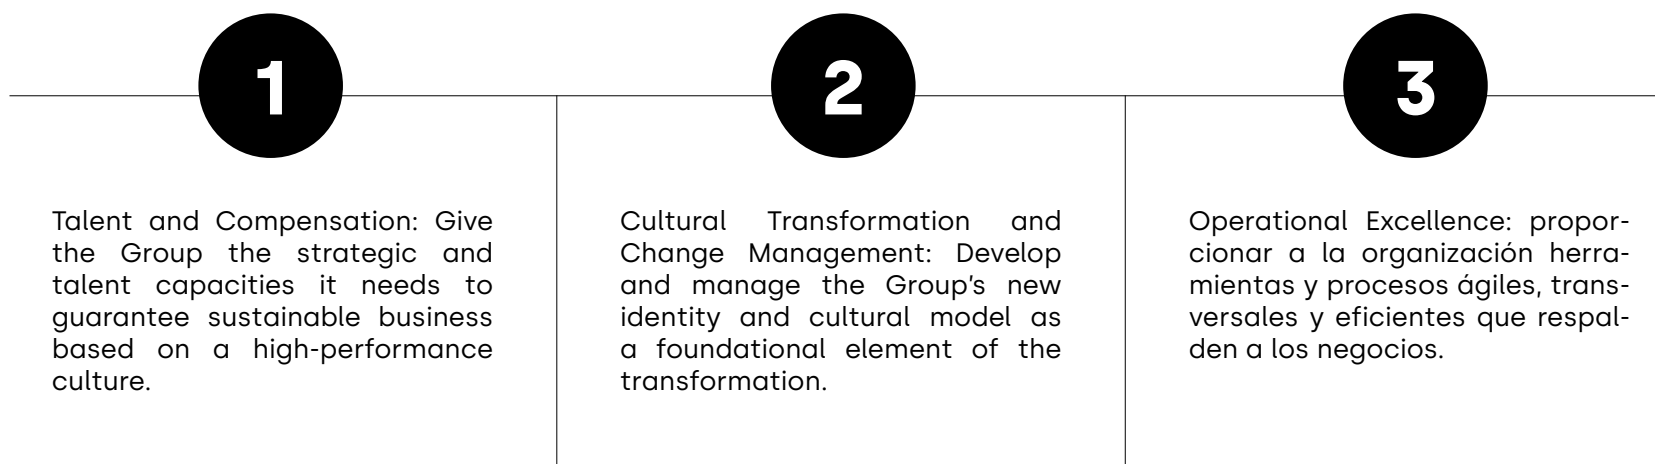 1
Talent and Compensation: Give
the Group the strategic and
talent capacities it needs to
guarantee sustainable business
based on a high-performance
culture.
2
Cultural Transformation and
Change Management: Develop
and manage the Group's new
identity and cultural model as
a foundational element of the
transformation.
3
Operational Excellence: propor-
cionar a la organización herra-
mientas y procesos ágiles, trans-
versales y eficientes que respal-
den a los negocios.